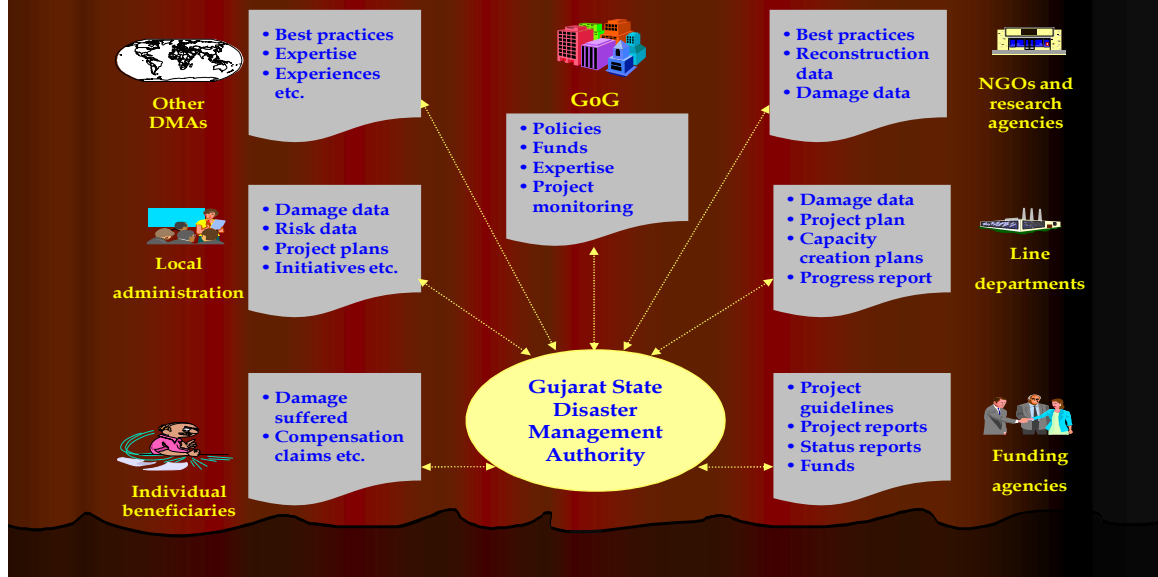 • Best practices
• Expertise
• Experiences
etc.
Other
DMAs
GoG
• Policies
• Funds
• Expertise
• Project
monitoring
• Best practices
• Reconstruction
data
• Damage data
NGOs and
research
agencies
• Damage data
• Risk data
• Project plans
• Initiatives etc.
Local
administration
• Damage data
• Project plan
• Capacity
creation plans
• Progress report
Line
departments
• Damage
suffered
• Compensation
claims etc.
Individual
beneficiaries
Gujarat State
Disaster
Management
Authority
• Project
guidelines
• Project reports
• Status reports
• Funds
Funding
agencies